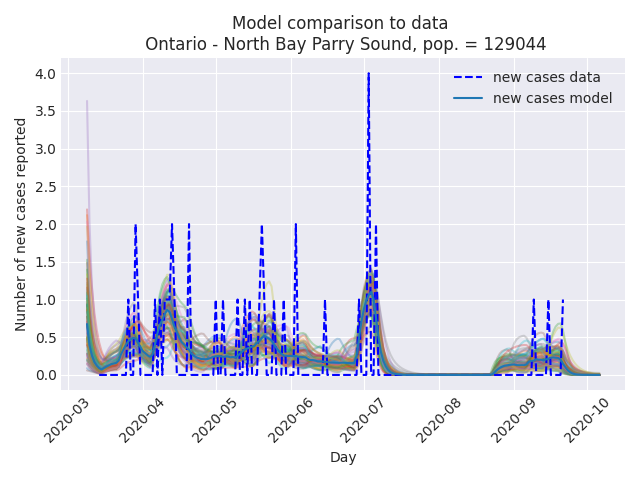 Model comparison to data
Ontario - North Bay Parry Sound, pop. = 129044
new cases data
new cases model
Number of new cases reported
4.0
3.5
3.0
2.5
2.0
1.5
1.0
0.5
0.0
2020-03
2020-04
2020-05
2020-06
2020-07
2020-08
2020-09
2020-10
Day